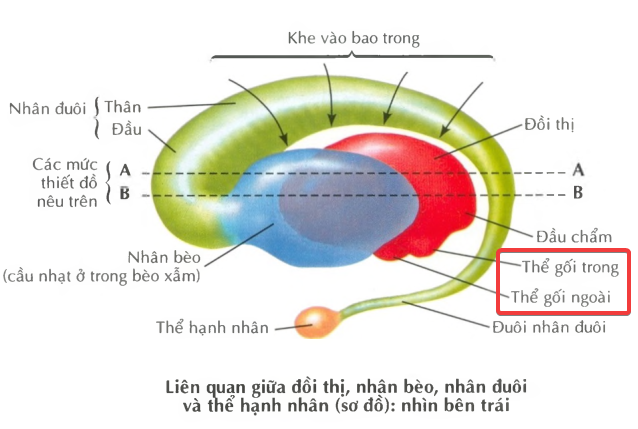 Khe vào bao trong
Nhân đuôi { Thân
Đầu
Đồi thị
Các mức
thiết đồ
nêu trên
A
B
A
B
Đầu chẩm
Nhân bèo
(cầu nhạt ở trong bèo xẫm)
Thể gối trong
Thể gối ngoài
Thể hạnh nhân
Đuôi nhân đuôi
Liên quan giữa đồi thị, nhân bèo, nhân đuôi
và thể hạnh nhân (sơ đồ): nhìn bên trái